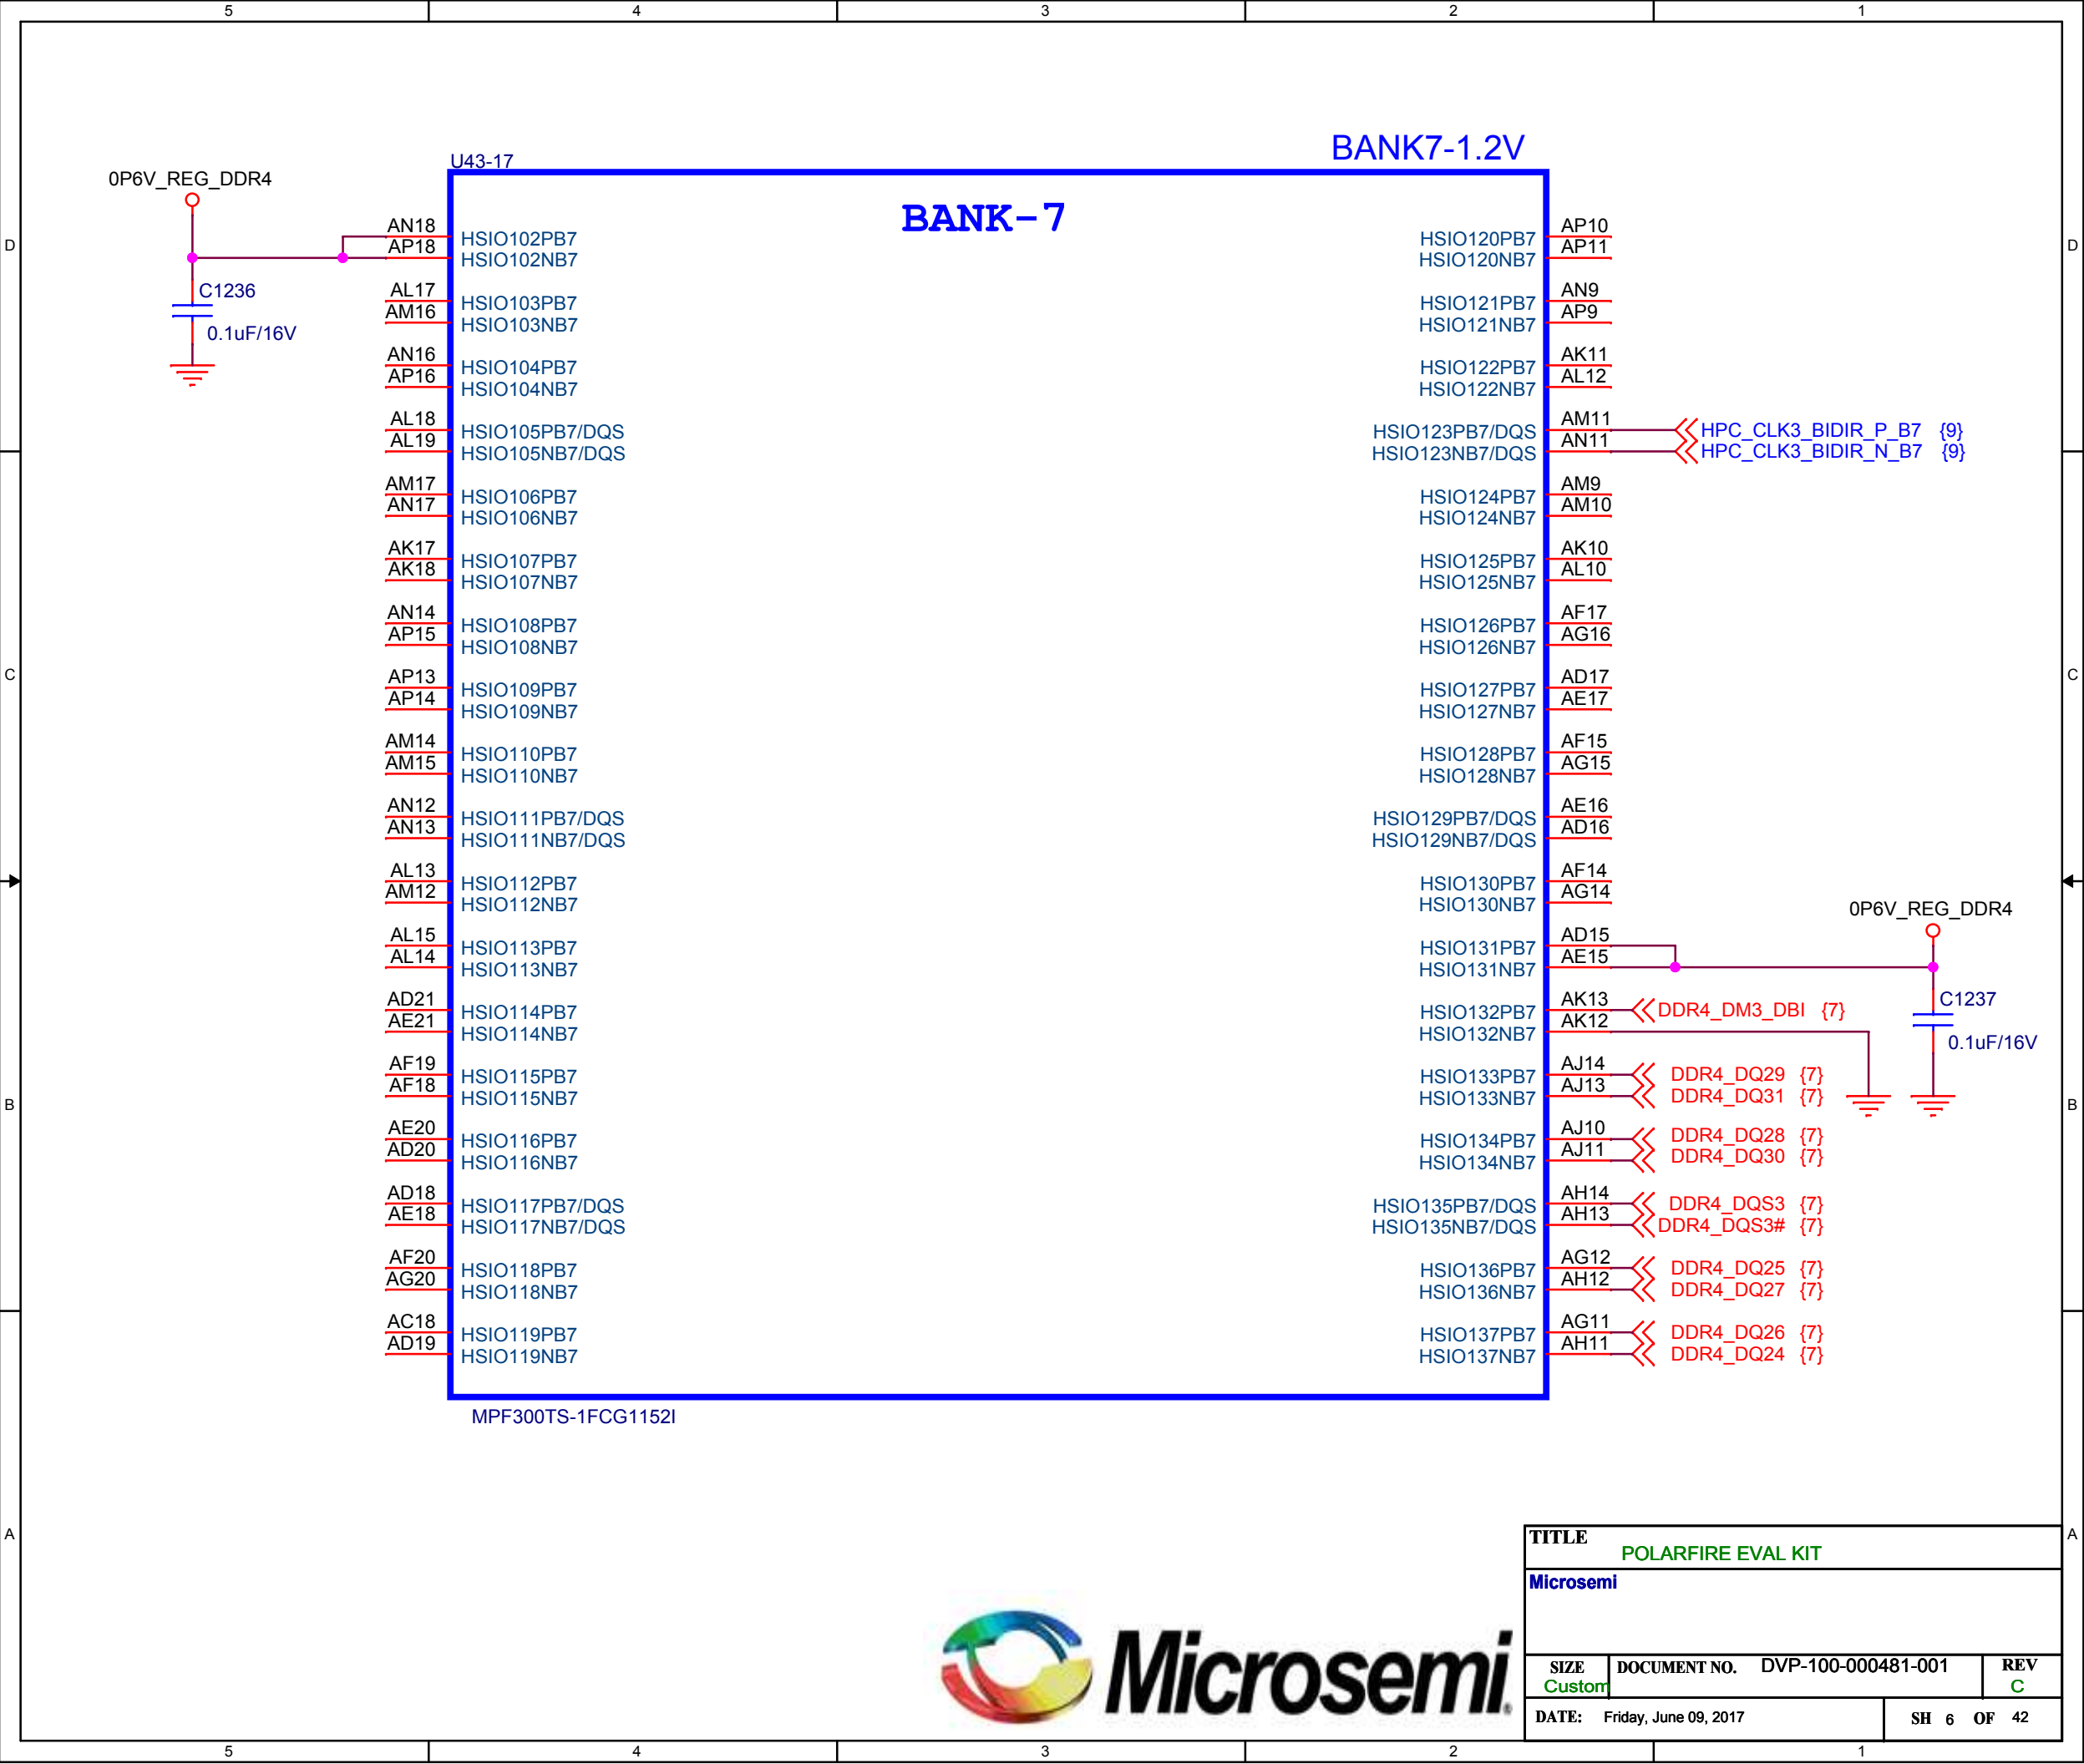 5 4 3 2 1
BANK7-1.2V
U43-17
0P6V_REG_DDR4
BANK-7
D D
AN18 HSIO102PB7 HSIO120PB7 AP10
AP18 HSIO102NB7 HSIO120NB7 AP11
C1236
0.1uF/16V
AL17 HSIO103PB7 HSIO121PB7 AN9
AM16 HSIO103NB7 HSIO121NB7 AP9
AN16 HSIO104PB7 HSIO122PB7 AK11
AP16 HSIO104NB7 HSIO122NB7 AL12
AL18 HSIO105PB7/DQS HSIO123PB7/DQS AM11 HPC_CLK3_BIDIR_P_B7 {9}
AL19 HSIO105NB7/DQS HSIO123NB7/DQS AN11 HPC_CLK3_BIDIR_N_B7 {9}
AM17 HSIO106PB7 HSIO124PB7 AM9
AN17 HSIO106NB7 HSIO124NB7 AM10
AK17 HSIO107PB7 HSIO125PB7 AK10
AK18 HSIO107NB7 HSIO125NB7 AL10
AN14 HSIO108PB7 HSIO126PB7 AF17
AP15 HSIO108NB7 HSIO126NB7 AG16
C C
AP13 HSIO109PB7 HSIO127PB7 AD17
AP14 HSIO109NB7 HSIO127NB7 AE17
AM14 HSIO110PB7 HSIO128PB7 AF15
AM15 HSIO110NB7 HSIO128NB7 AG15
AN12 HSIO111PB7/DQS HSIO129PB7/DQS AE16
AN13 HSIO111NB7/DQS HSIO129NB7/DQS AD16
AL13 HSIO112PB7 HSIO130PB7 AF14
AM12 HSIO112NB7 HSIO130NB7 AG14
0P6V_REG_DDR4
AL15 HSIO113PB7 HSIO131PB7 AD15
AL14 HSIO113NB7 HSIO131NB7 AE15
C1237
0.1uF/16V
AD21 HSIO114PB7 HSIO132PB7 AK13 DDR4_DM3_DBI {7}
AE21 HSIO114NB7 HSIO132NB7 AK12
AF19 HSIO115PB7 HSIO133PB7 AJ14 DDR4_DQ29 {7}
AF18 HSIO115NB7 HSIO133NB7 AJ13 DDR4_DQ31 {7}
B B
AE20 HSIO116PB7 HSIO134PB7 AJ10 DDR4_DQ28 {7}
AD20 HSIO116NB7 HSIO134NB7 AJ11 DDR4_DQ30 {7}
AD18 HSIO117PB7/DQS HSIO135PB7/DQS AH14 DDR4_DQS3 {7}
AE18 HSIO117NB7/DQS HSIO135NB7/DQS AH13 DDR4_DQS3# {7}
AF20 HSIO118PB7 HSIO136PB7 AG12 DDR4_DQ25 {7}
AG20 HSIO118NB7 HSIO136NB7 AH12 DDR4_DQ27 {7}
AC18 HSIO119PB7 HSIO137PB7 AG11 DDR4_DQ26 {7}
AD19 HSIO119NB7 HSIO137NB7 AH11 DDR4_DQ24 {7}
MPF300TS-1FCG1152I
A A
TITLE
POLARFIRE EVAL KIT
Microsemi
Microsemi
SIZE DOCUMENT NO. DVP-100-000481-001 REV
Custom C
DATE: Friday, June 09, 2017 SH 6 OF 42
5 4 3 2 1